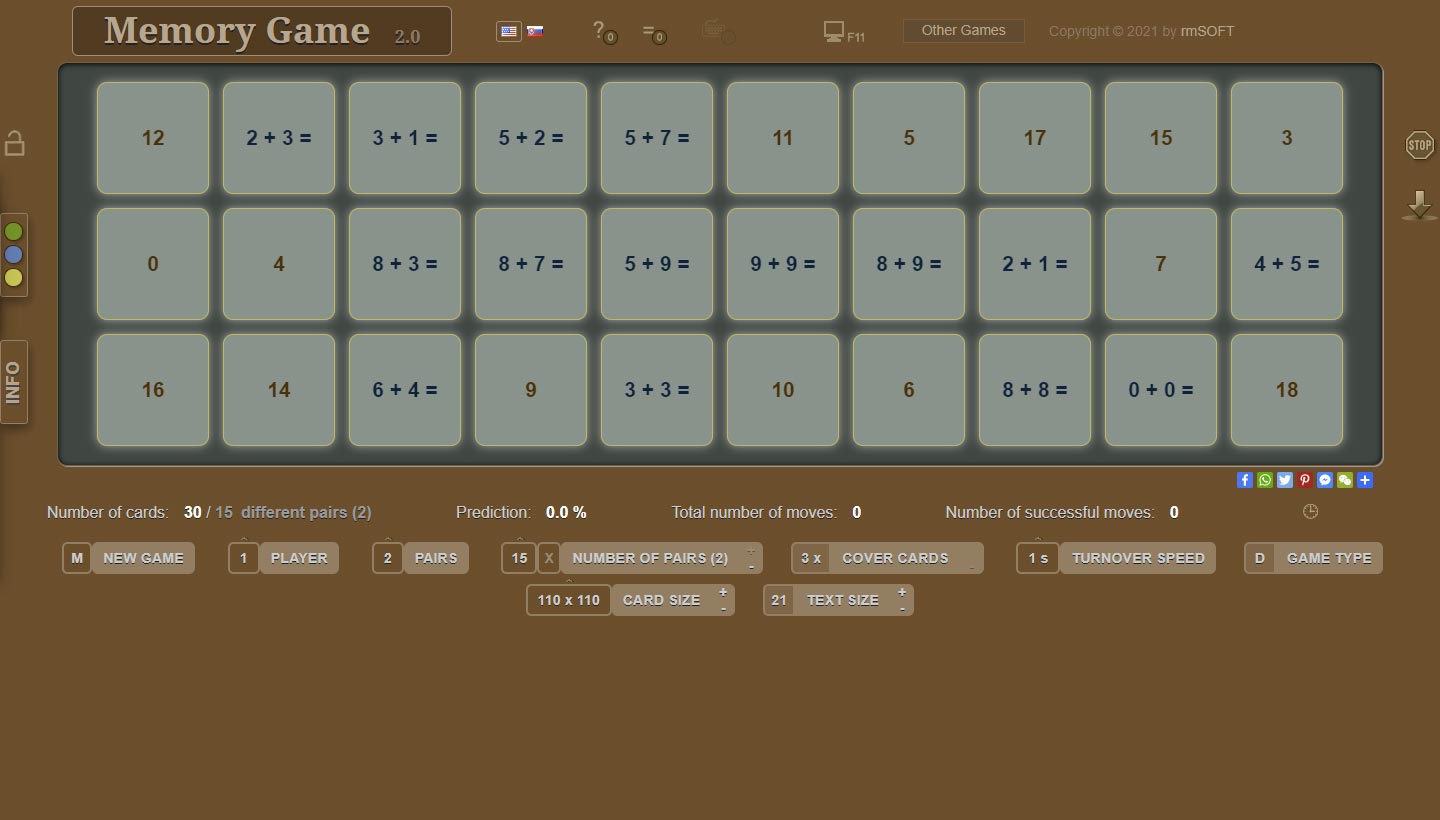 Memory Game 2.0
? 0 = 0 F11 Other Games Copyright © 2021 by rmSOFT
12 2 + 3 = 3 + 1 = 5 + 2 = 5 + 7 = 11 5 17 15 3
STOP
0 4 8 + 3 = 8 + 7 = 5 + 9 = 9 + 9 = 8 + 9 = 2 + 1 = 7 4 + 5 =
INFO
16 14 6 + 4 = 9 3 + 3 = 10 6 8 + 8 = 0 + 0 = 18
Number of cards: 30 / 15 different pairs (2) Prediction: 0.0 % Total number of moves: 0 Number of successful moves: 0
M NEW GAME 1 PLAYER 2 PAIRS 15 X NUMBER OF PAIRS (2) + - 3 x COVER CARDS - 1 s TURNOVER SPEED D GAME TYPE
110 x 110 CARD SIZE + - 21 TEXT SIZE + -